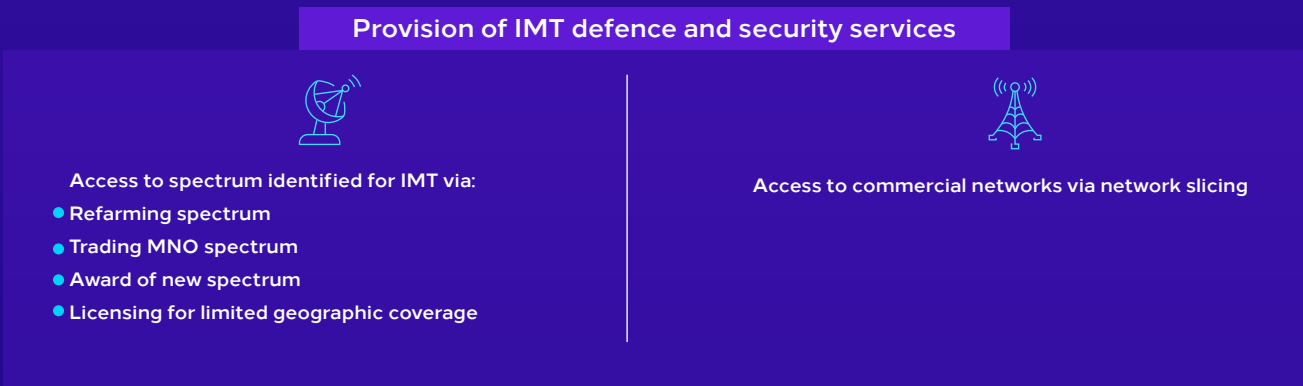 Provision of IMT defence and security services
Access to spectrum identified for IMT via:
Refarming spectrum
Trading MNO spectrum
Award of new spectrum
Licensing for limited geographic coverage
Access to commercial networks via network slicing